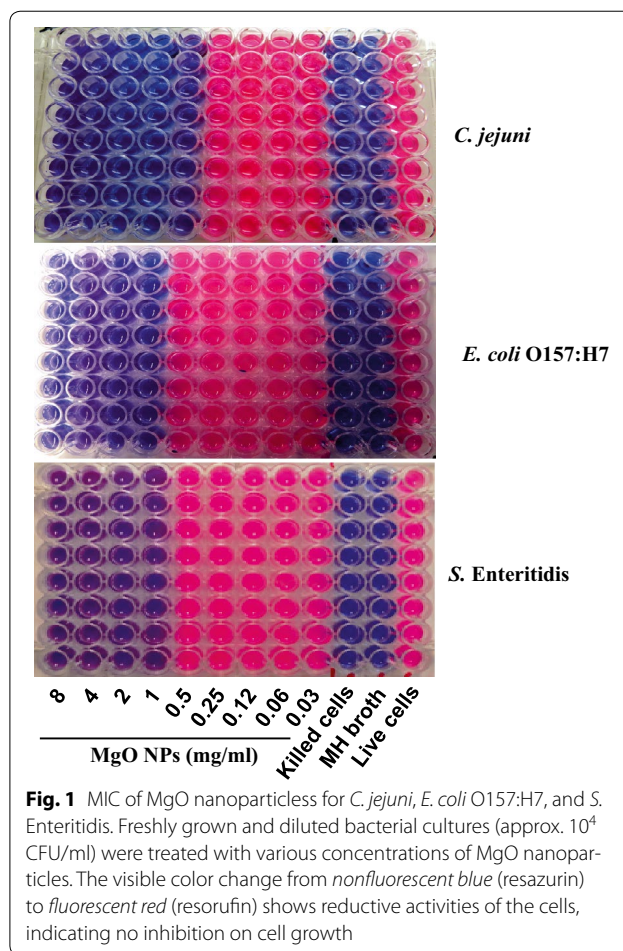 C. jejuni
E. coli O157:H7
S. Enteritidis
8 4 2 1 0.5 0.25 0.12 0.06 0.03 Killed cells MH broth Live cells
MgO NPs (mg/ml)
Fig. 1 MIC of MgO nanoparticless for C. jejuni, E. coli O157:H7, and S.
Enteritidis. Freshly grown and diluted bacterial cultures (approx. 10⁴
CFU/ml) were treated with various concentrations of MgO nanopar-
ticles. The visible color change from nonfluorescent blue (resazurin)
to fluorescent red (resorufin) shows reductive activities of the cells,
indicating no inhibition on cell growth